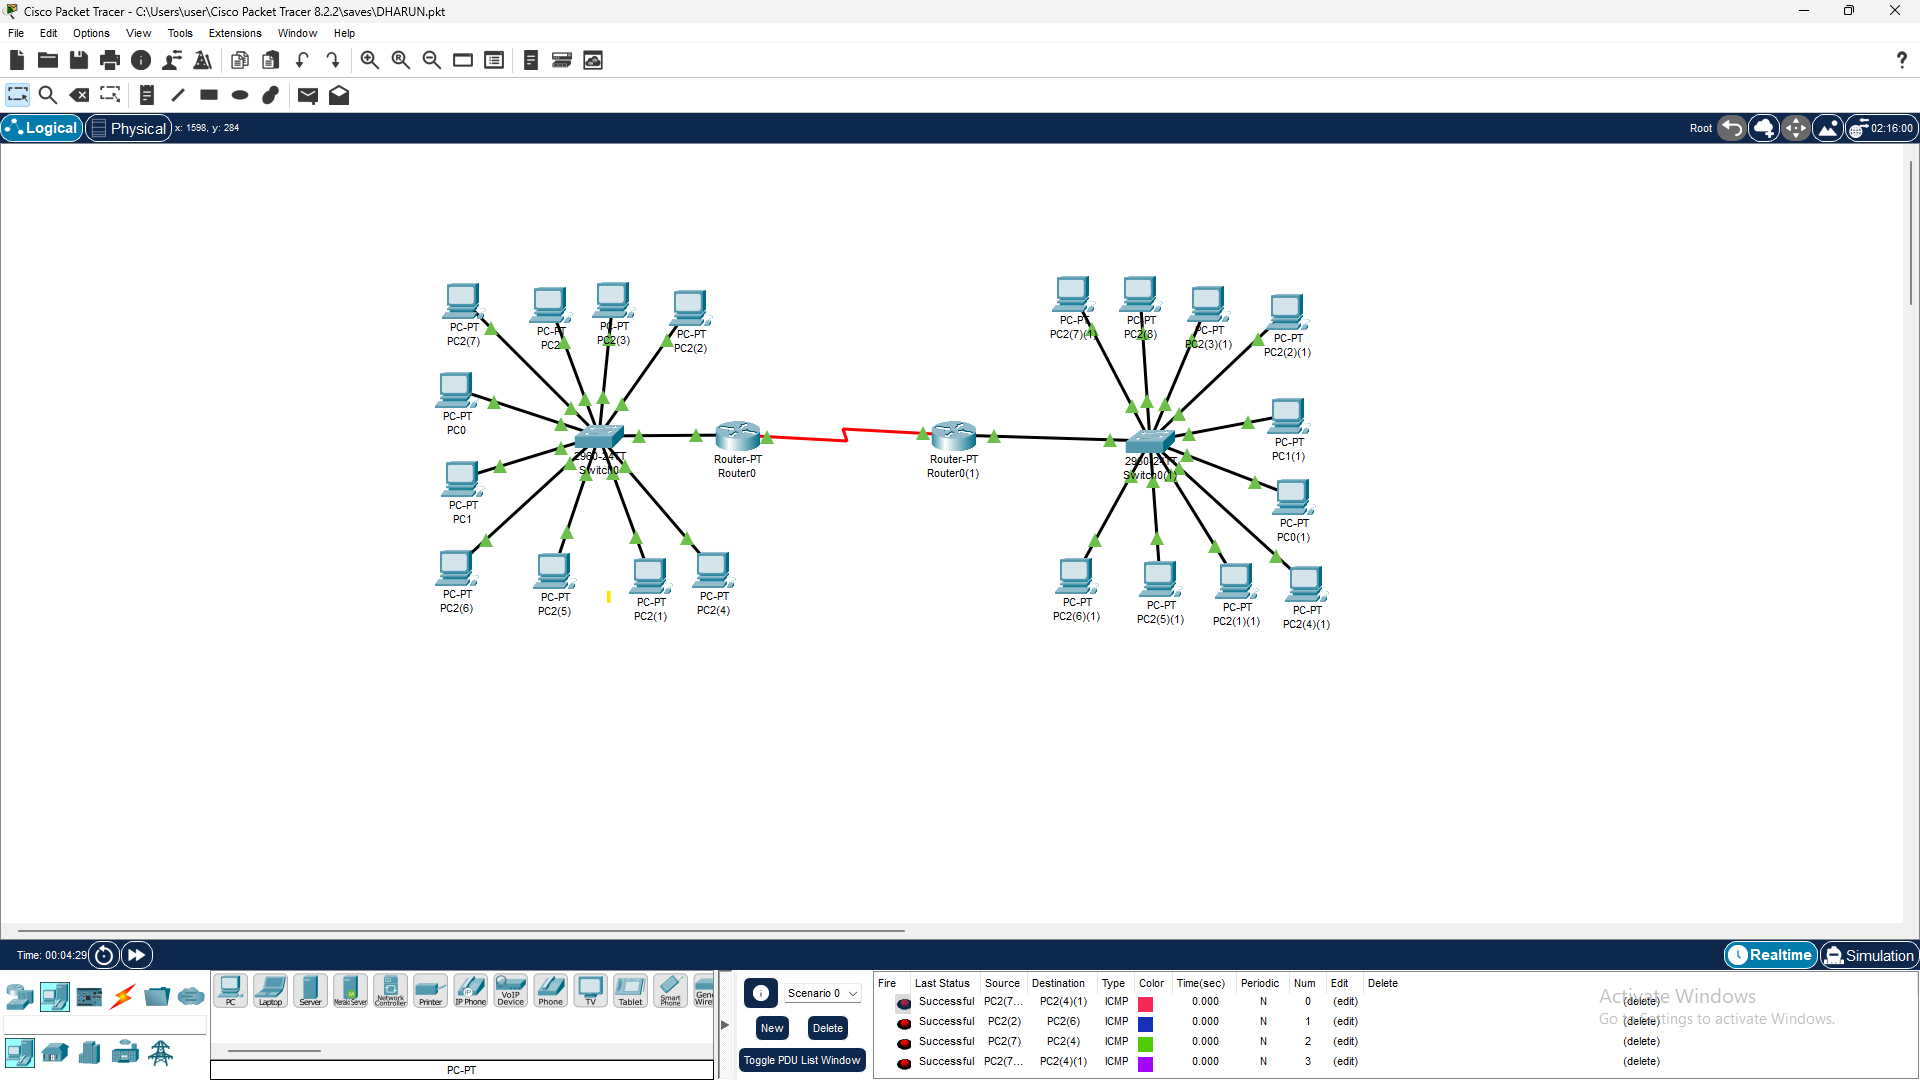 Cisco Packet Tracer - C:\Users\user\Cisco Packet Tracer 8.2.2\saves\DHARUN.pkt
File Edit Options View Tools Extensions Window Help
Logical Physical x: 1598, y: 284 Root 02:16:00
PC-PT
PC2(7)
PC-PT
PC2
PC-PT
PC2(3)
PC-PT
PC2(2)
PC-PT
PC2(7)(1)
PC-PT
PC2(8)
PC-PT
PC2(3)(1)
PC-PT
PC2(2)(1)
PC-PT
PC0
2960-24TT
Switch0
Router-PT
Router0
Router-PT
Router0(1)
2960-24TT
Switch0(1)
PC-PT
PC1(1)
PC-PT
PC1
PC-PT
PC0(1)
PC-PT
PC2(6)
PC-PT
PC2(5)
PC-PT
PC2(1)
PC-PT
PC2(4)
PC-PT
PC2(6)(1)
PC-PT
PC2(5)(1)
PC-PT
PC2(1)(1)
PC-PT
PC2(4)(1)
Time: 00:04:29 Realtime Simulation
PC Laptop Server Meraki Server Network Controller Printer IP Phone VoIP Device Phone TV Tablet Smart Phone
PC-PT
Scenario 0
New Delete
Toggle PDU List Window
Fire Last Status Source Destination Type Color Time(sec) Periodic Num Edit Delete
Successful PC2(7... PC2(4)(1) ICMP 0.000 N 0 (edit) (delete)
Successful PC2(2) PC2(6) ICMP 0.000 N 1 (edit) (delete)
Successful PC2(7) PC2(4) ICMP 0.000 N 2 (edit) (delete)
Successful PC2(7... PC2(4)(1) ICMP 0.000 N 3 (edit) (delete)
Activate Windows
Go to Settings to activate Windows.